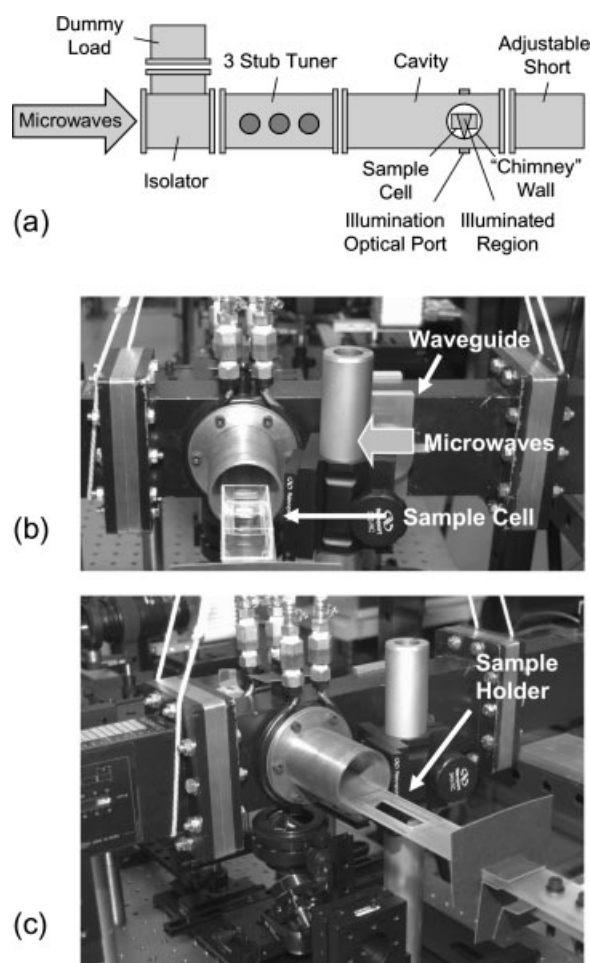 Dummy
Load
3 Stub Tuner
Cavity
Adjustable
Short
Microwaves
Isolator
Sample
Cell
"Chimney"
Wall
Illumination
Optical Port
Illuminated
Region
(a)
Waveguide
Microwaves
Sample Cell
(b)
Sample
Holder
(c)